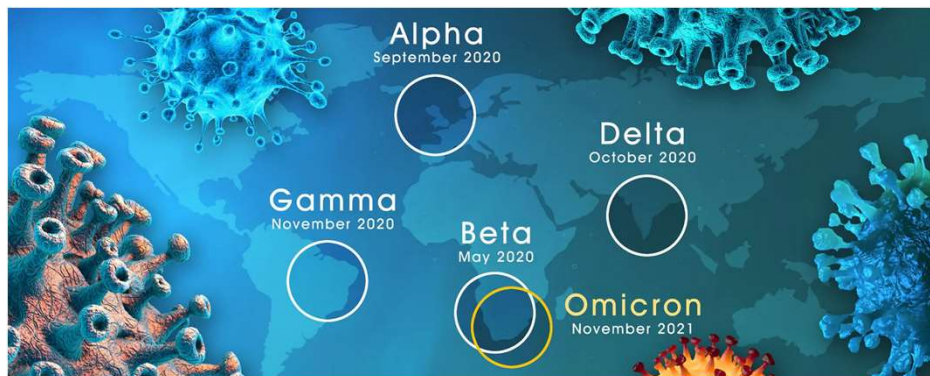 Alpha
September 2020
Delta
October 2020
Gamma
November 2020
Beta
May 2020
Omicron
November 2021